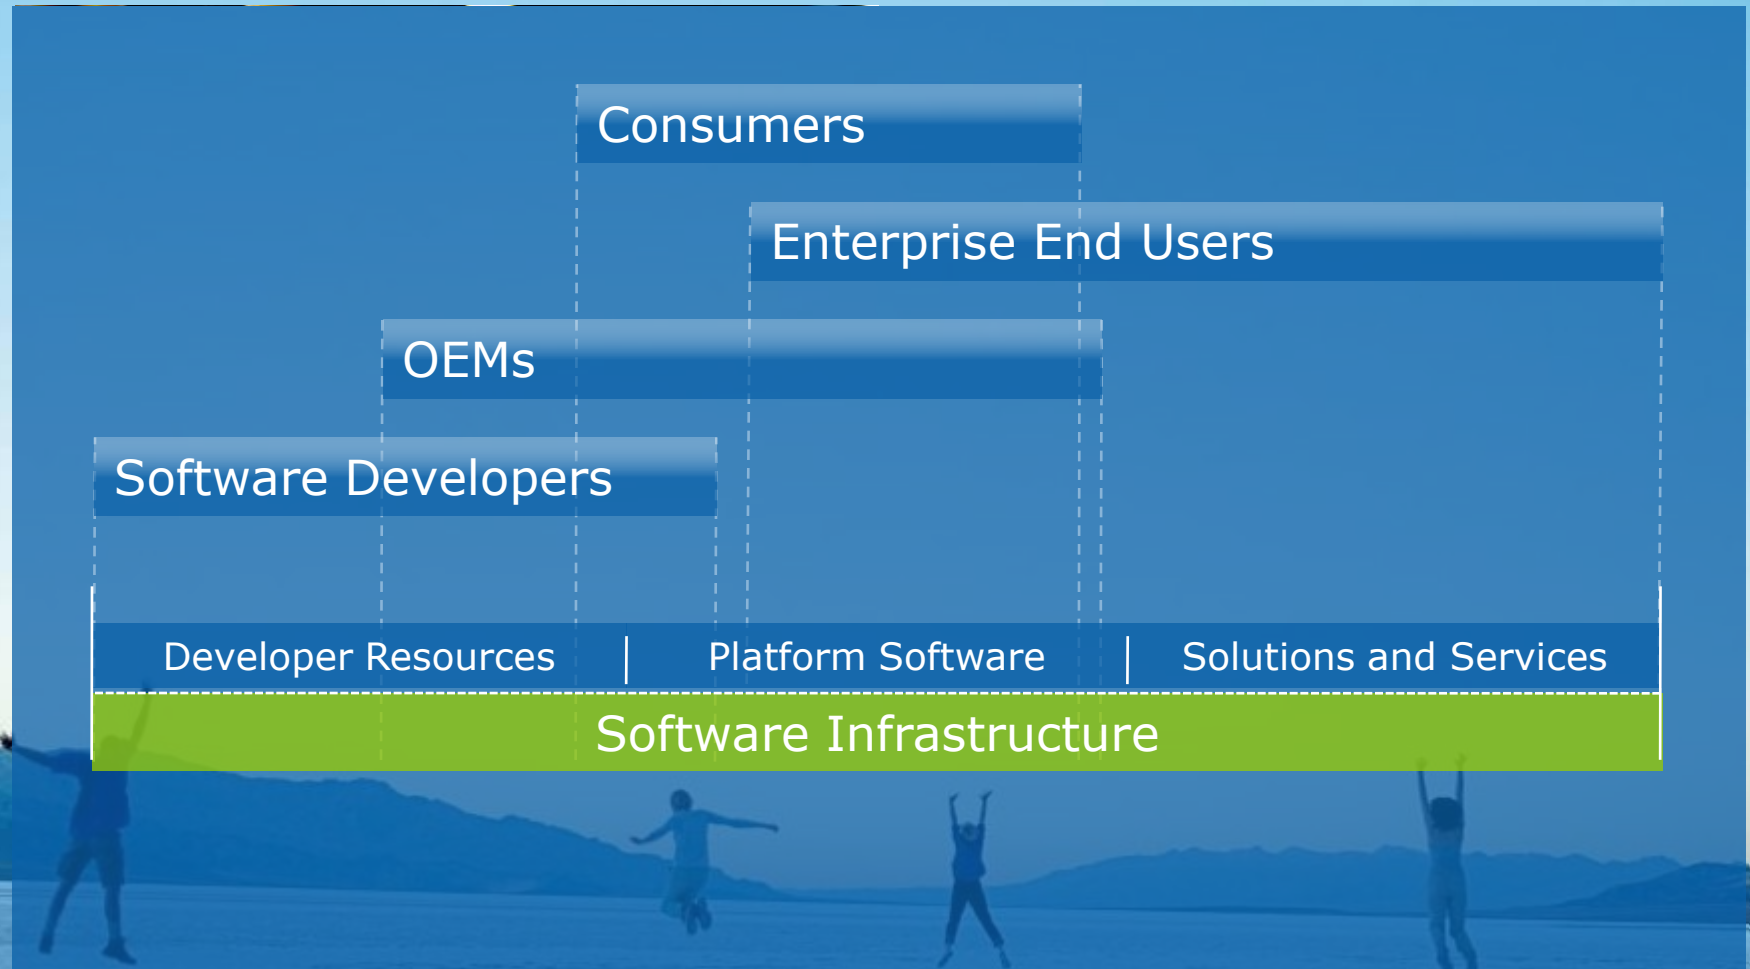 Consumers
Enterprise End Users
OEMs
Software Developers
Developer Resources
Platform Software
Solutions and Services
Software Infrastructure